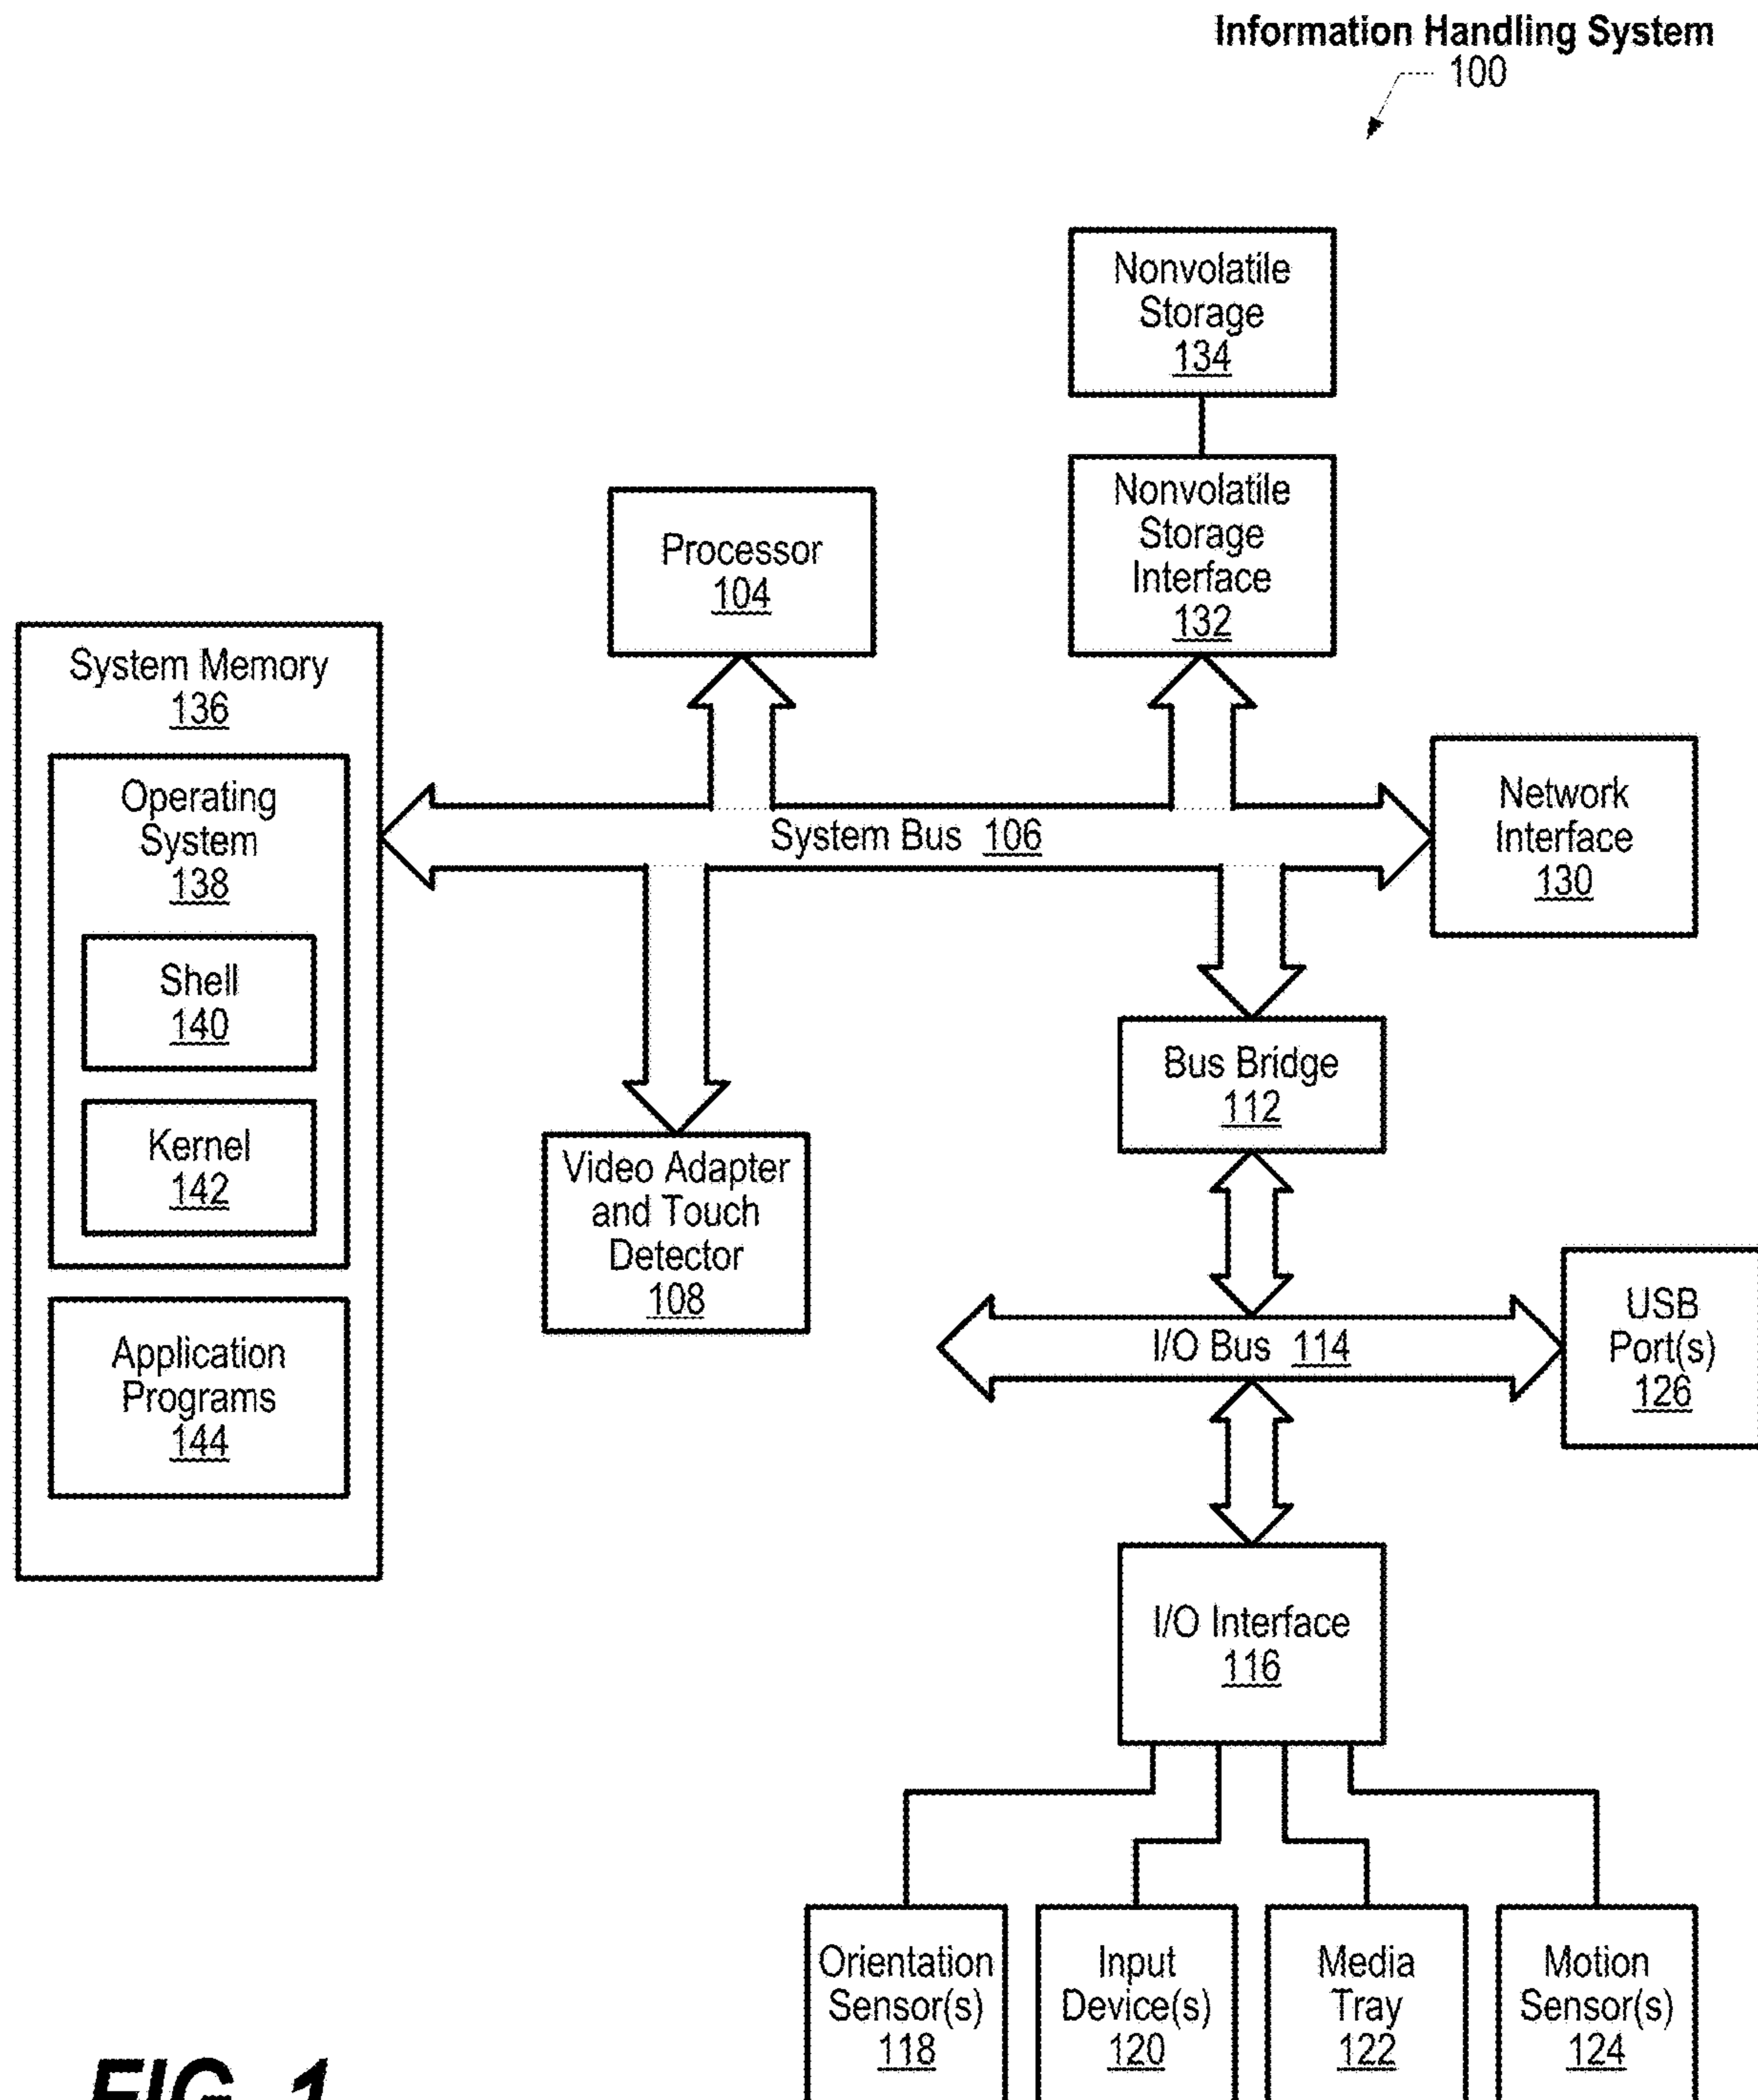 Information Handling System
100
Nonvolatile
Storage
134
Nonvolatile
Storage
Interface
132
Processor
104
System Memory
136
Operating
System
138
Shell
140
Kernel
142
Application
Programs
144
System Bus 106
Network
Interface
130
Bus Bridge
112
Video Adapter
and Touch
Detector
108
I/O Bus 114
USB
Port(s)
126
I/O Interface
116
Orientation
Sensor(s)
118
Input
Device(s)
120
Media
Tray
122
Motion
Sensor(s)
124
FIG. 1